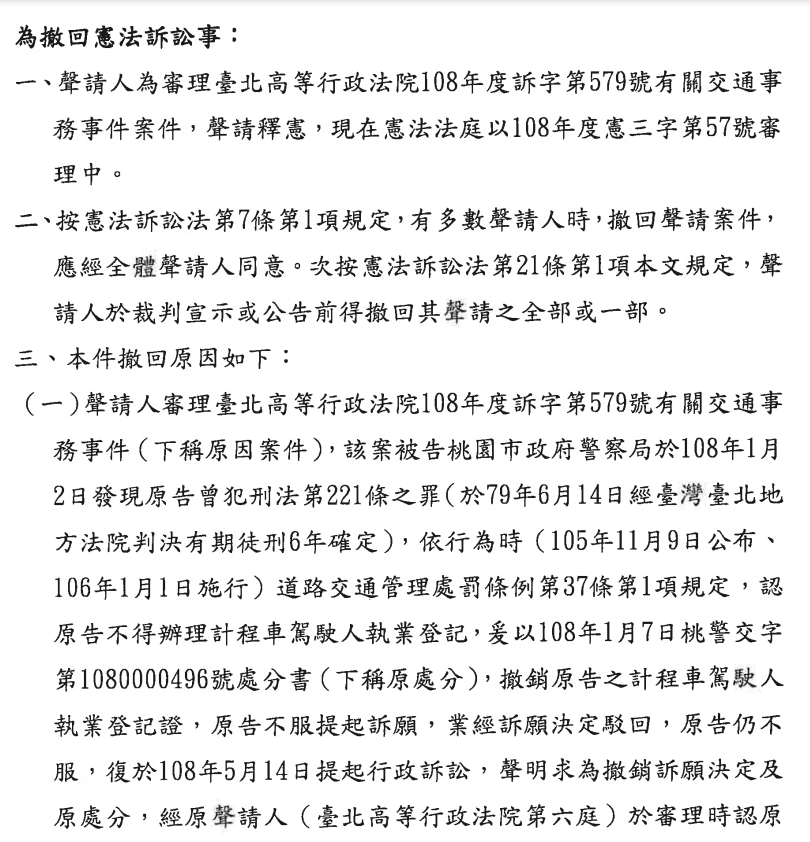 為撤回憲法訴訟事：
一、聲請人為審理臺北高等行政法院108年度訴字第579號有關交通事
務事件案件，聲請釋憲，現在憲法法庭以108年度憲三字第57號審
理中。
二、按憲法訴訟法第7條第1項規定，有多數聲請人時，撤回聲請案件，
應經全體聲請人同意。次按憲法訴訟法第21條第1項本文規定，聲
請人於裁判宣示或公告前得撤回其聲請之全部或一部。
三、本件撤回原因如下：
（一）聲請人審理臺北高等行政法院108年度訴字第579號有關交通事
務事件（下稱原因案件），該案被告桃園市政府警察局於108年1月
2日發現原告曾犯刑法第221條之罪（於79年6月14日經臺灣臺北地
方法院判決有期徒刑6年確定），依行為時（105年11月9日公布、
106年1月1日施行）道路交通管理處罰條例第37條第1項規定，認
原告不得辦理計程車駕駛人執業登記，爰以108年1月7日桃警交字
第1080000496號處分書（下稱原處分），撤銷原告之計程車駕駛人
執業登記證，原告不服提起訴願，業經訴願決定駁回，原告仍不
服，復於108年5月14日提起行政訴訟，聲明求為撤銷訴願決定及
原處分，經原聲請人（臺北高等行政法院第六庭）於審理時認原